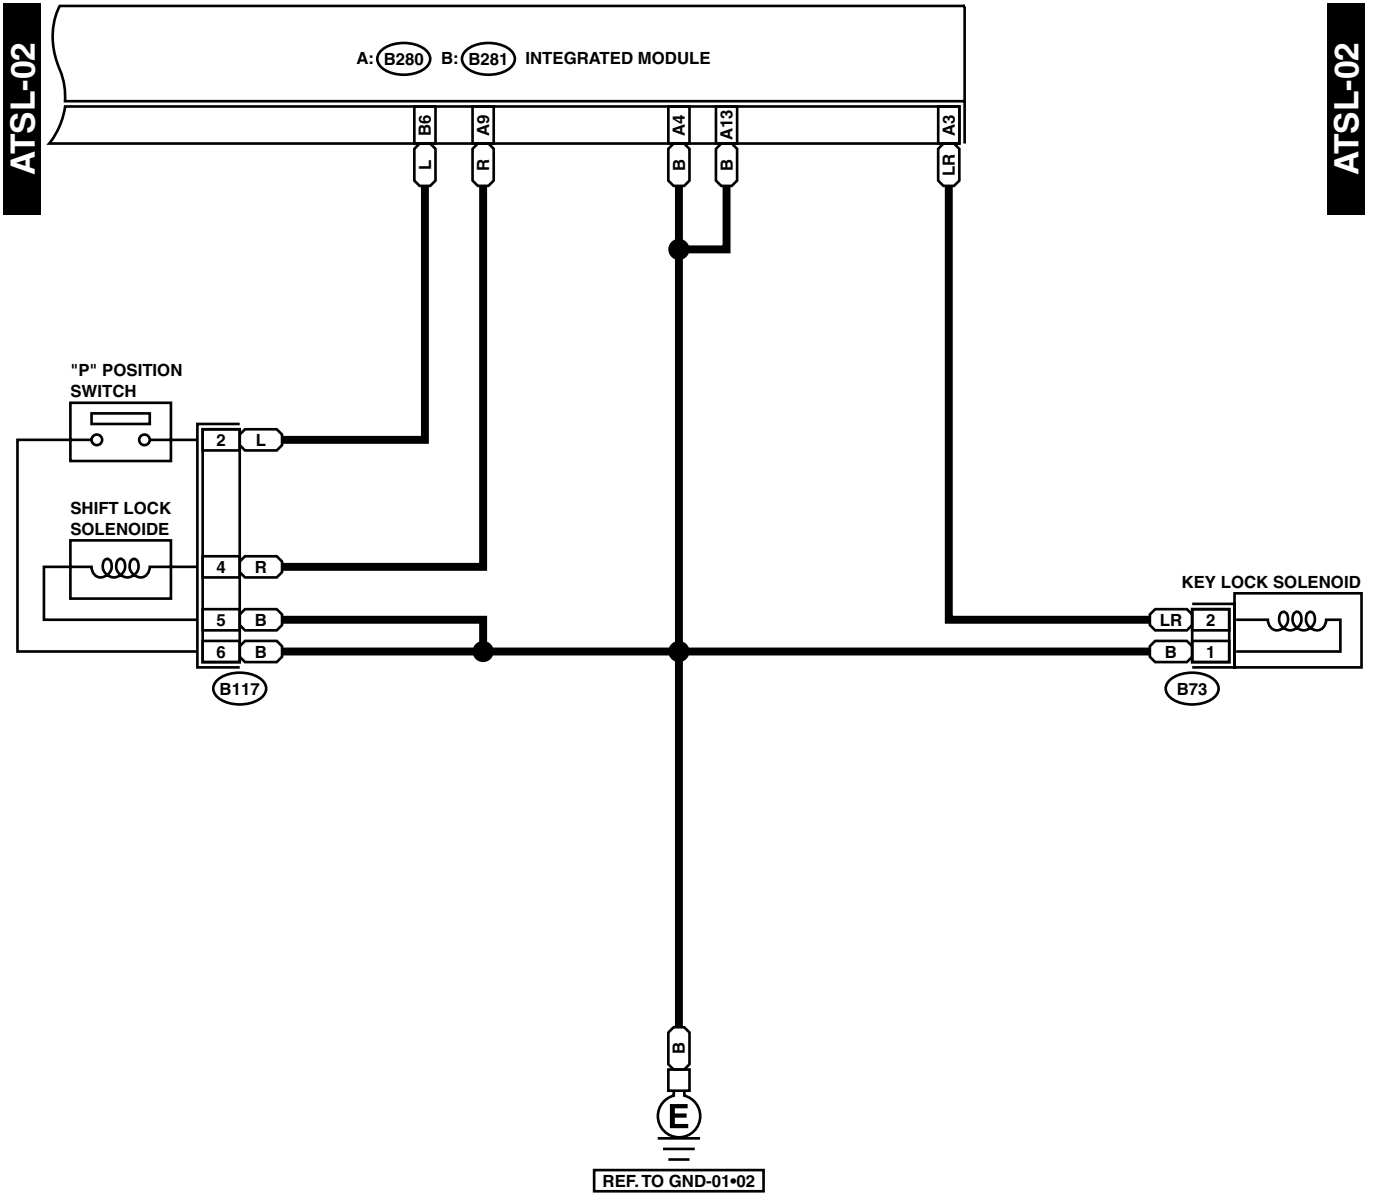 ATSL-02
ATSL-02
A: B280 B: B281 INTEGRATED MODULE
B6 A9 A4 A13 A3
L R B B LR
"P" POSITION
SWITCH
2 L
SHIFT LOCK
SOLENOIDE
4 R
5 B
6 B
B117
KEY LOCK SOLENOID
LR 2
B 1
B73
B
E
REF. TO GND-01•02